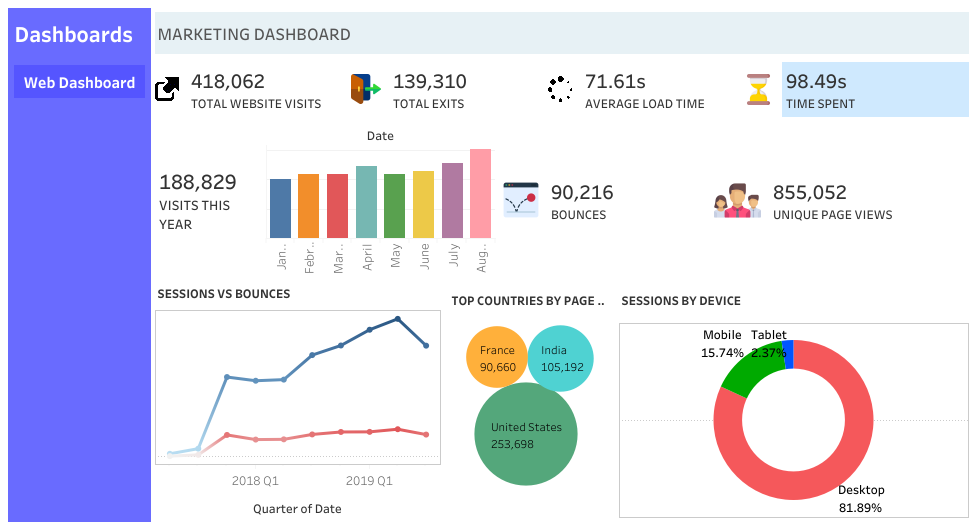 Dashboards
Web Dashboard
MARKETING DASHBOARD
418,062
TOTAL WEBSITE VISITS
139,310
TOTAL EXITS
71.61s
AVERAGE LOAD TIME
98.49s
TIME SPENT
188,829
VISITS THIS
YEAR
Date
Jan..
Febr..
Mar..
April
May
June
July
Aug..
90,216
BOUNCES
855,052
UNIQUE PAGE VIEWS
SESSIONS VS BOUNCES
2018 Q1
2019 Q1
Quarter of Date
TOP COUNTRIES BY PAGE ..
France
90,660
India
105,192
United States
253,698
SESSIONS BY DEVICE
Mobile
15.74%
Tablet
2.37%
Desktop
81.89%